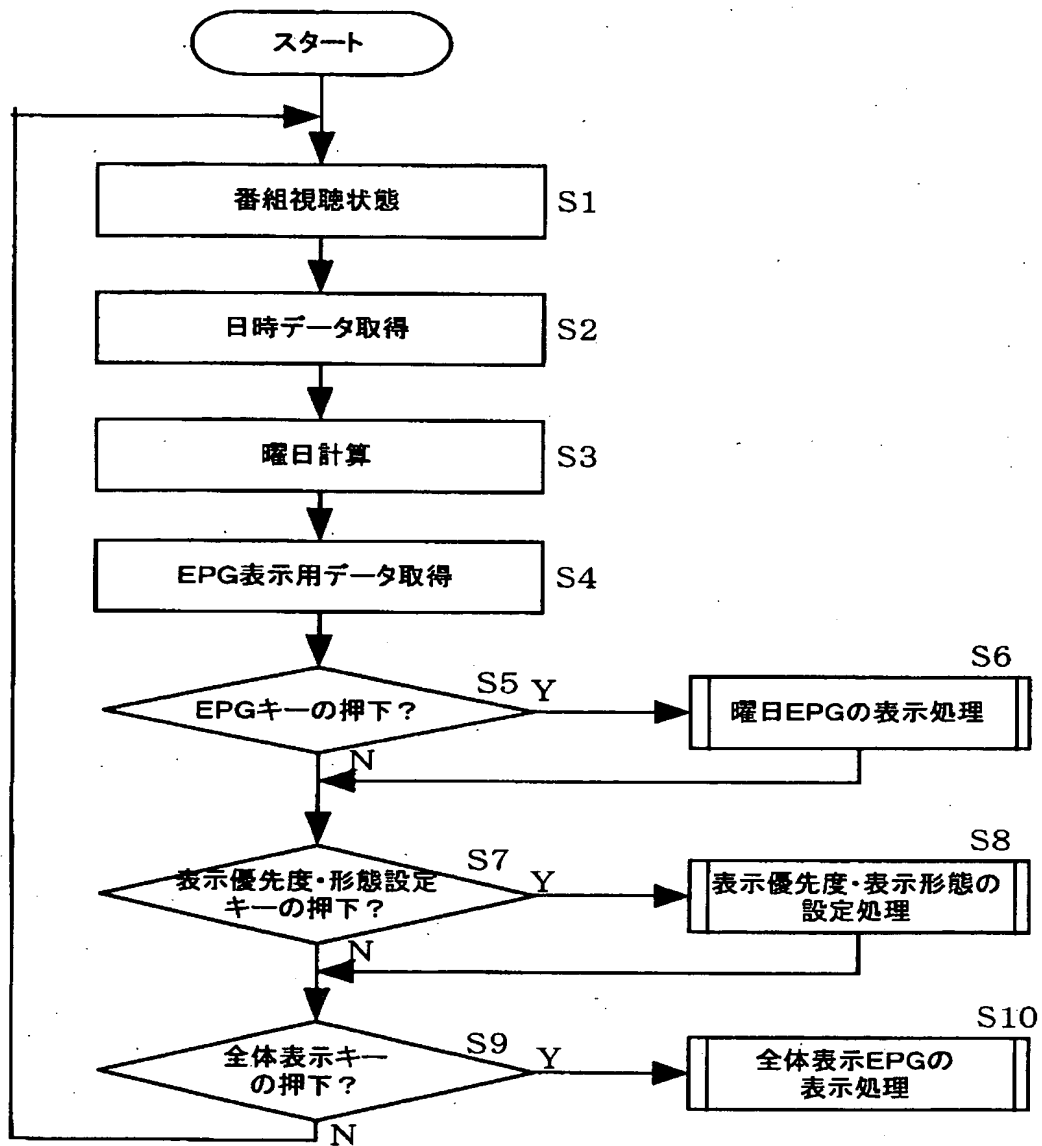 スタート
番組視聴状態
S1
日時データ取得
S2
曜日計算
S3
EPG表示用データ取得
S4
S5
EPGキーの押下？
Y
S6
曜日EPGの表示処理
N
S7
表示優先度・形態設定
キーの押下？
Y
S8
表示優先度・表示形態の
設定処理
N
S9
全体表示キー
の押下？
Y
S10
全体表示EPGの
表示処理
N